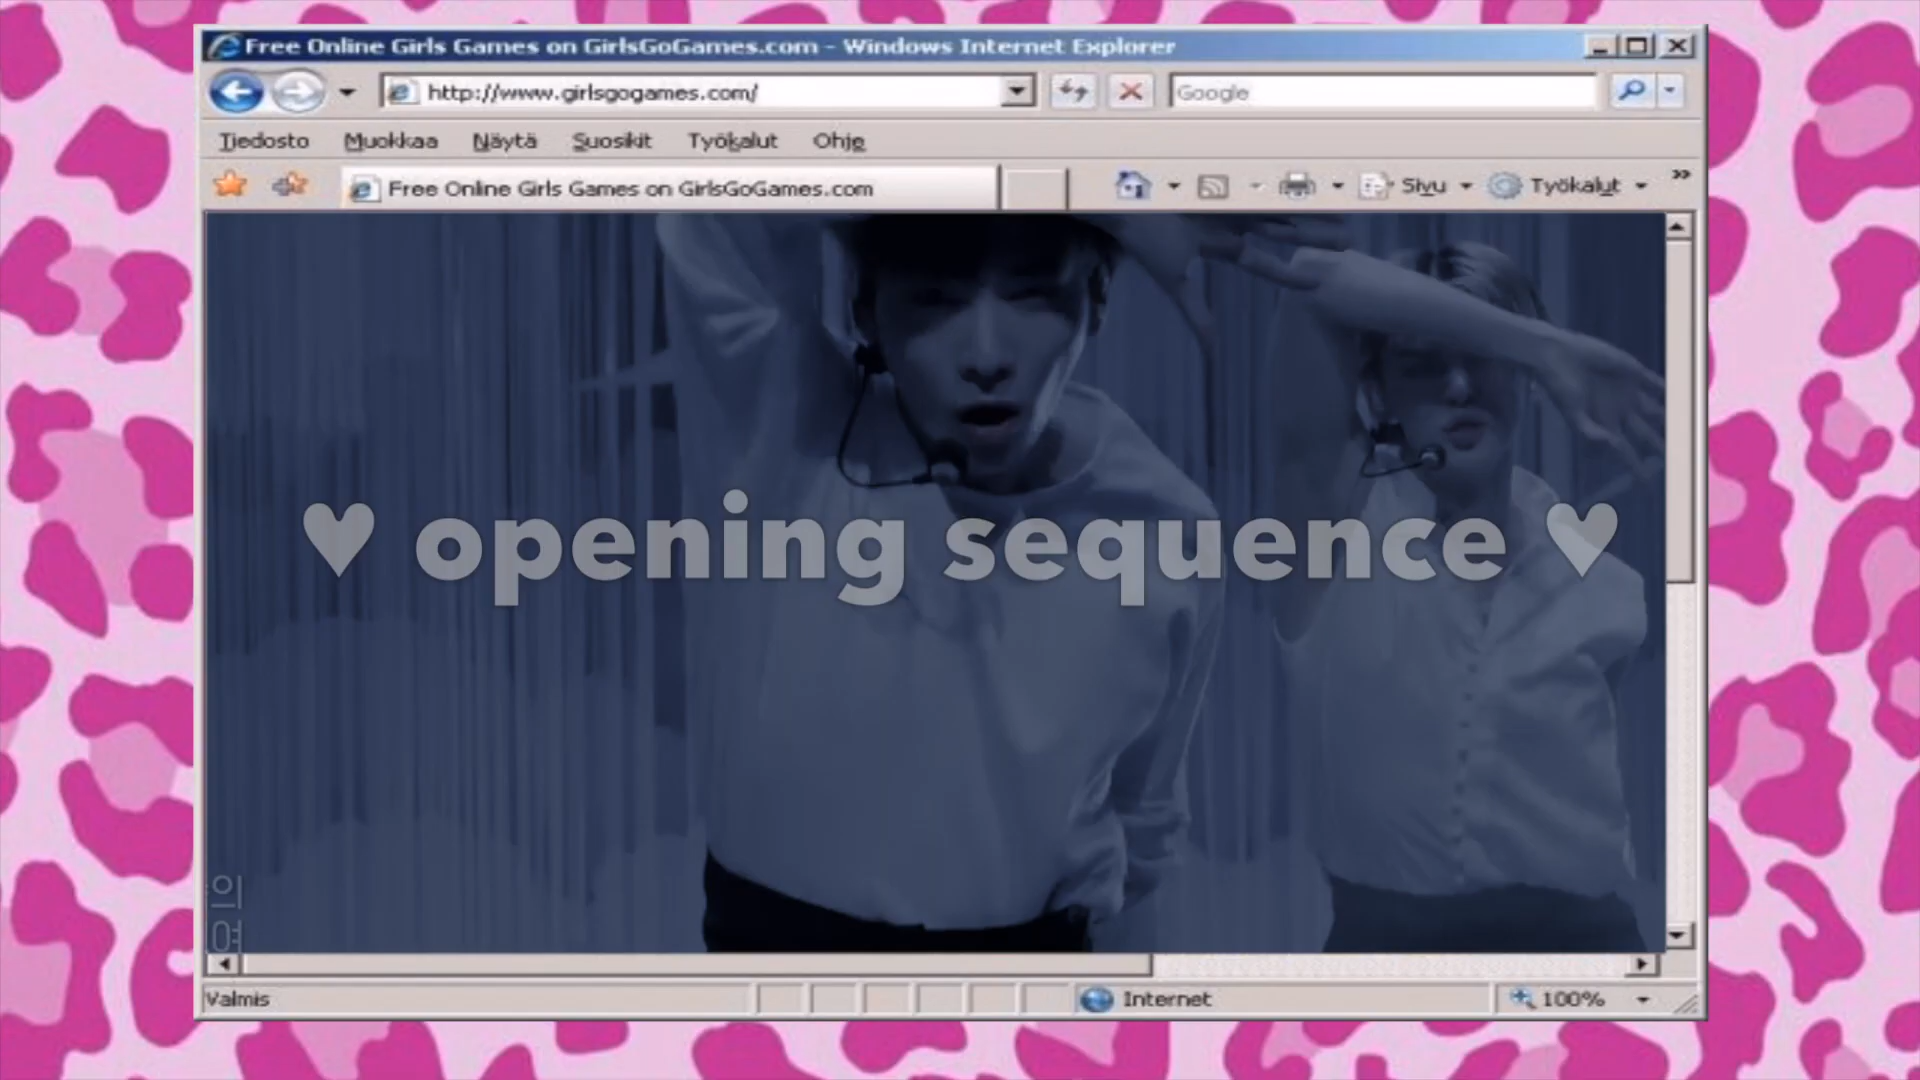 Free Online Girls Games on GirlsGoGames.com - Windows Internet Explorer
http://www.girlsgogames.com/
Google
Tiedosto Muokkaa Näytä Suosikit Työkalut Ohje
Free Online Girls Games on GirlsGoGames.com
Sivu Työkalut »
♥ opening sequence ♥
Valmis
Internet
100%